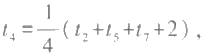 t₄ = 1/4 ( t₂ + t₅ + t₇ + 2 ) ,